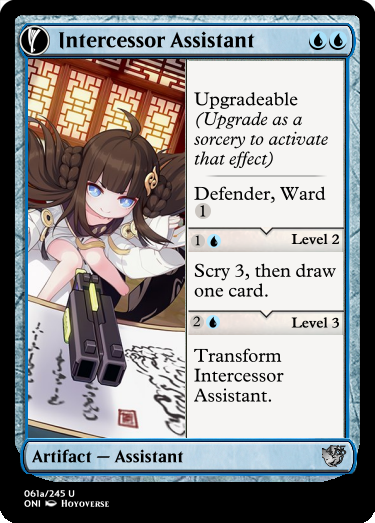 Intercessor Assistant
Upgradeable
(Upgrade as a
sorcery to activate
that effect)
Defender, Ward
1
1 Level 2
Scry 3, then draw
one card.
2 Level 3
Transform
Intercessor
Assistant.
Artifact — Assistant
061a/245 U
ONI Hoyoverse